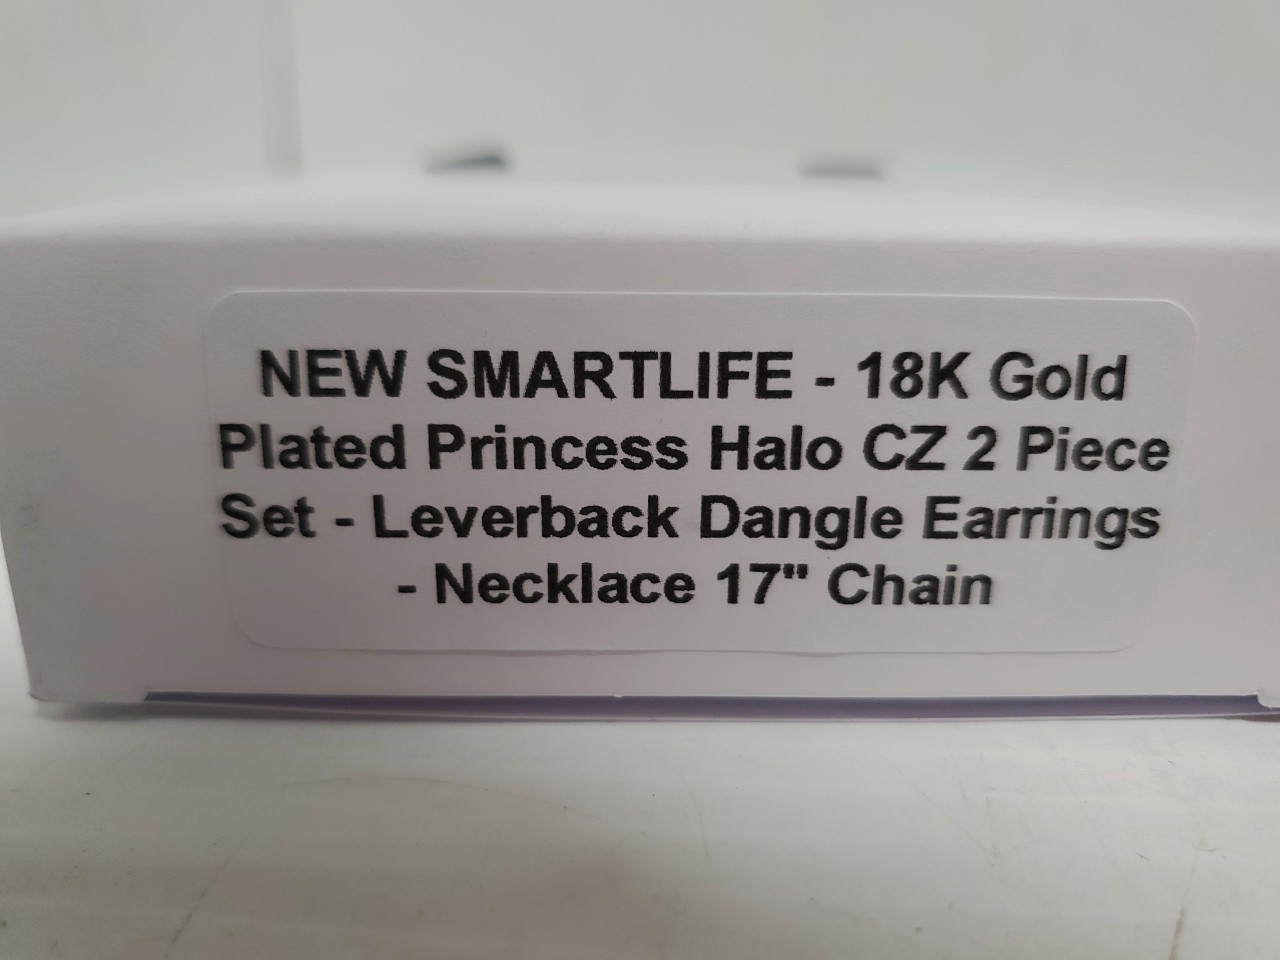 NEW SMARTLIFE - 18K Gold
Plated Princess Halo CZ 2 Piece
Set - Leverback Dangle Earrings
- Necklace 17" Chain